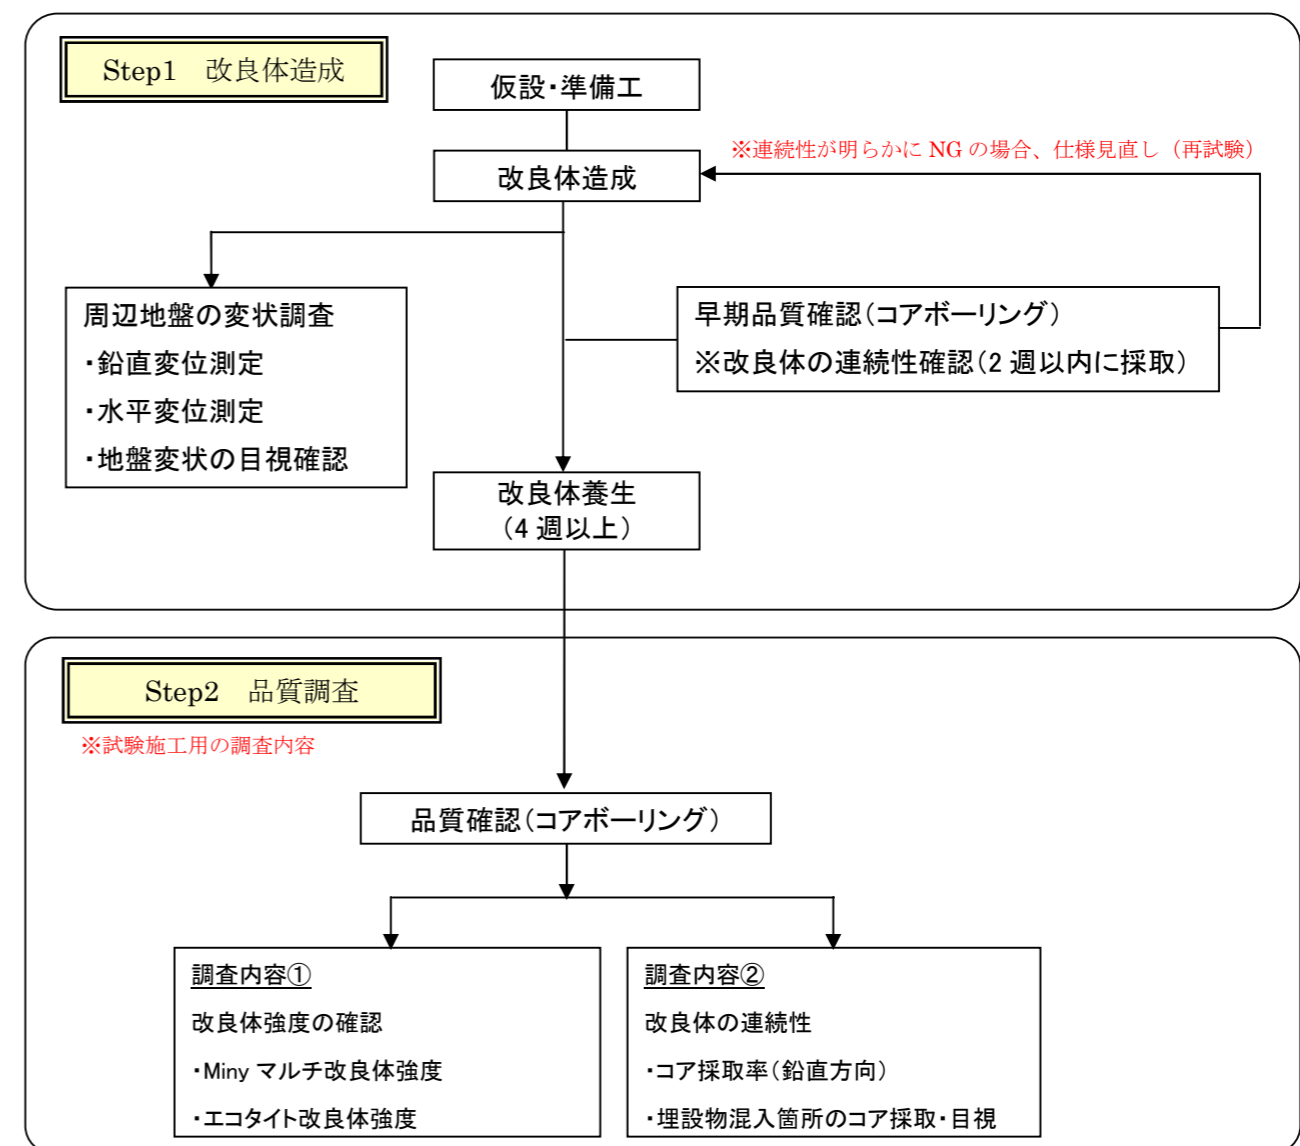 Step1　改良体造成
仮設・準備工
※連続性が明らかに NG の場合、仕様見直し（再試験）
改良体造成
周辺地盤の変状調査
・鉛直変位測定
・水平変位測定
・地盤変状の目視確認
早期品質確認（コアボーリング）
※改良体の連続性確認（2 週以内に採取）
改良体養生
（4 週以上）
Step2　品質調査
※試験施工用の調査内容
品質確認（コアボーリング）
調査内容①
改良体強度の確認
・Miny マルチ改良体強度
・エコタイト改良体強度
調査内容②
改良体の連続性
・コア採取率（鉛直方向）
・埋設物混入箇所のコア採取・目視